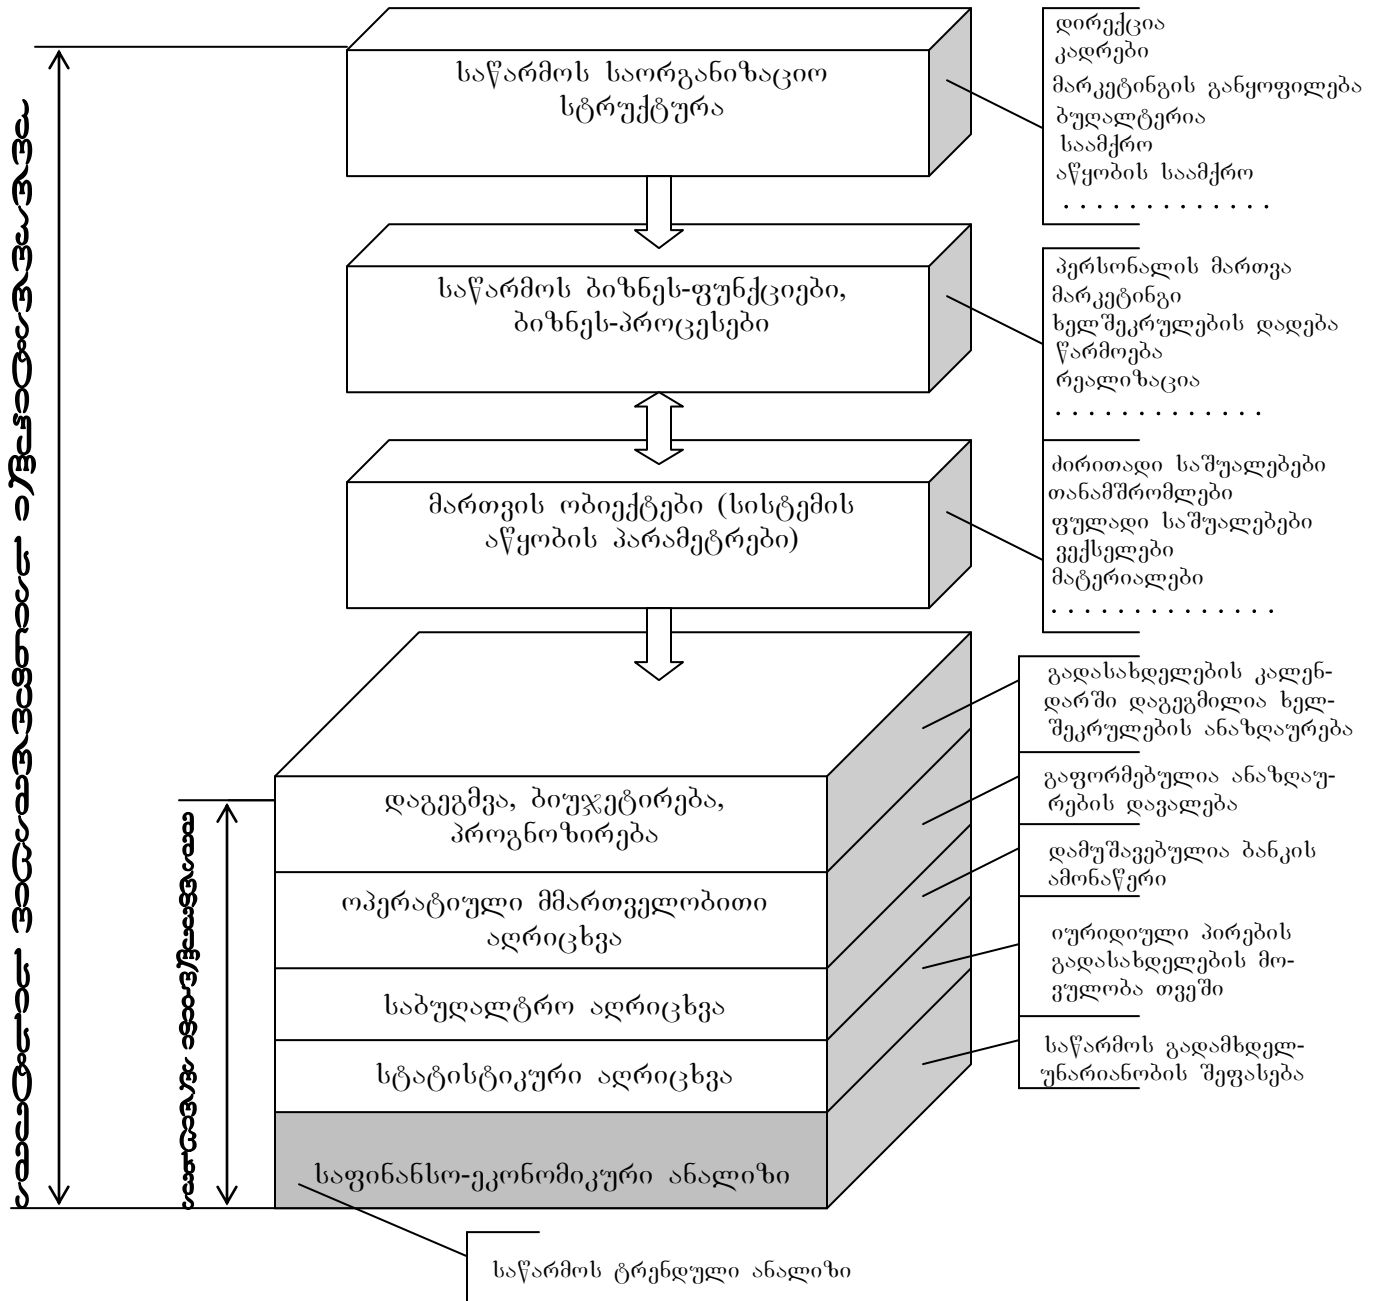 საწარმოს საორგანიზაციო
სტრუქტურა
დირექცია
კადრები
მარკეტინგის განყოფილება
ბუღალტერია
საამქრო
აწყობის საამქრო
. . . . . . . . . . . . .
საწარმოს ბიზნეს-ფუნქციები,
ბიზნეს-პროცესები
პერსონალის მართვა
მარკეტინგი
ხელშეკრულების დადება
წარმოება
რეალიზაცია
. . . . . . . . . . . . .
მართვის ობიექტები (სისტემის
აწყობის პარამეტრები)
ძირითადი საშუალებები
თანამშრომლები
ფულადი საშუალებები
ვექსელები
მატერიალები
. . . . . . . . . . . . . .
დაგეგმვა, ბიუჯეტირება,
პროგნოზირება
ოპერატიული მმართველობითი
აღრიცხვა
საბუღალტრო აღრიცხვა
სტატისტიკური აღრიცხვა
საფინანსო-ეკონომიკური ანალიზი
გადასახდელების კალენ-
დარში დაგეგმილია ხელ-
შეკრულების ანაზღაურება
გაფორმებულია ანაზღაუ-
რების დავალება
დამუშავებულია ბანკის
ამონაწერი
იურიდიული პირების
გადასახდელების მო-
ვულობა თვეში
საწარმოს გადამხდელ-
უნარიანობის შეფასება
საწარმოს ტრენდული ანალიზი